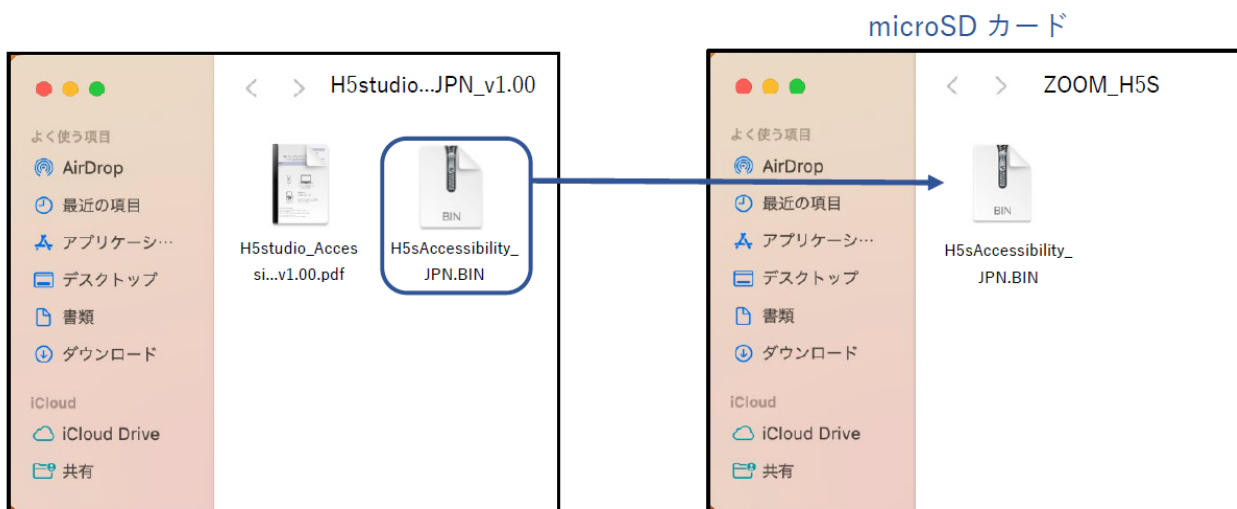 microSD カード
H5studio...JPN_v1.00
よく使う項目
AirDrop
最近の項目
アプリケーシ…
デスクトップ
書類
ダウンロード
iCloud
iCloud Drive
共有
H5studio_Acces
si...v1.00.pdf
BIN
H5sAccessibility_
JPN.BIN
ZOOM_H5S
よく使う項目
AirDrop
最近の項目
アプリケーシ…
デスクトップ
書類
ダウンロード
iCloud
iCloud Drive
共有
BIN
H5sAccessibility_
JPN.BIN